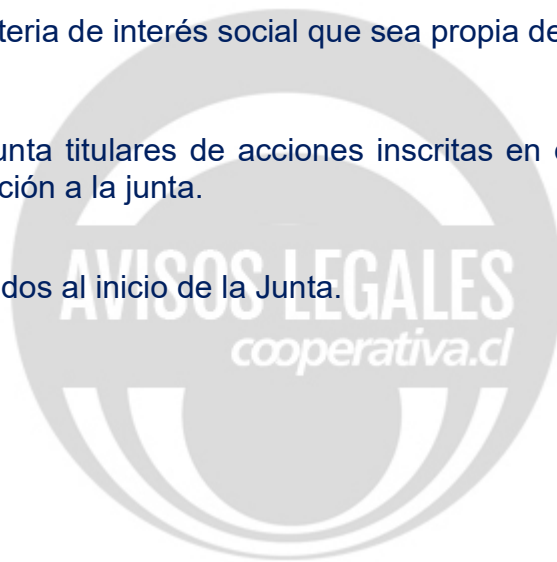 teria de interés social que sea propia de
unta titulares de acciones inscritas en
ción a la junta.
dos al inicio de la Junta.
AVISOS LEGALES
cooperativa.cl